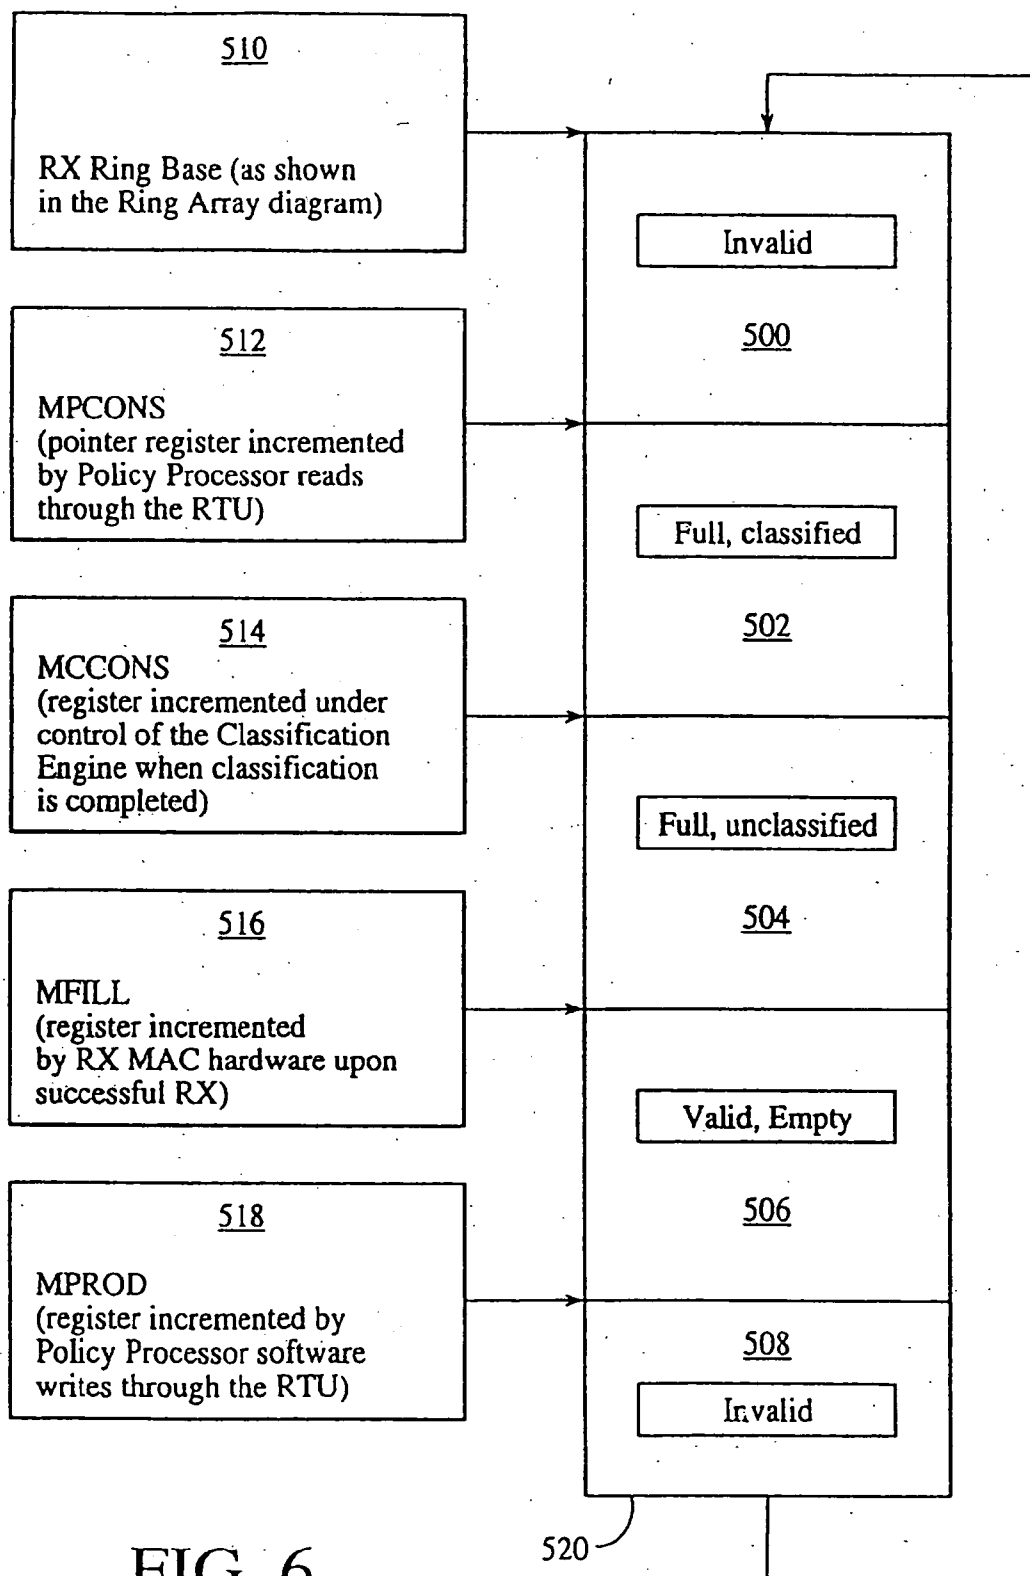 510
RX Ring Base (as shown
in the Ring Array diagram)
Invalid
500
512
MPCONS
(pointer register incremented
by Policy Processor reads
through the RTU)
Full, classified
502
514
MCCONS
(register incremented under
control of the Classification
Engine when classification
is completed)
Full, unclassified
504
516
MFILL
(register incremented
by RX MAC hardware upon
successful RX)
Valid, Empty
506
518
MPROD
(register incremented by
Policy Processor software
writes through the RTU)
508
Invalid
520
FIG. 6